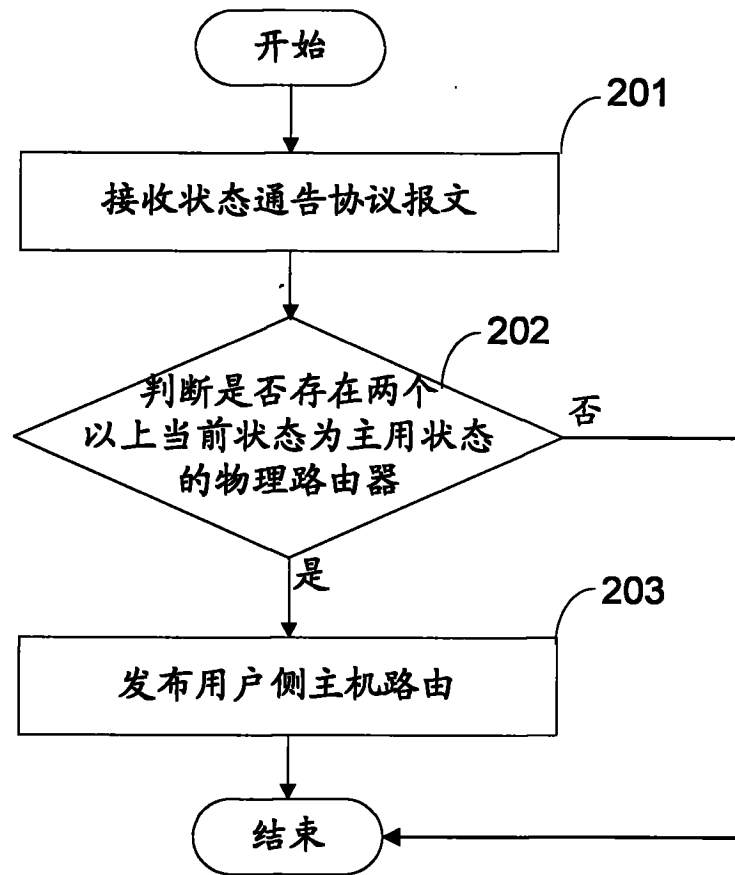 开始
201
接收状态通告协议报文
202
判断是否存在两个
以上当前状态为主用状态
的物理路由器
否
是
203
发布用户侧主机路由
结束